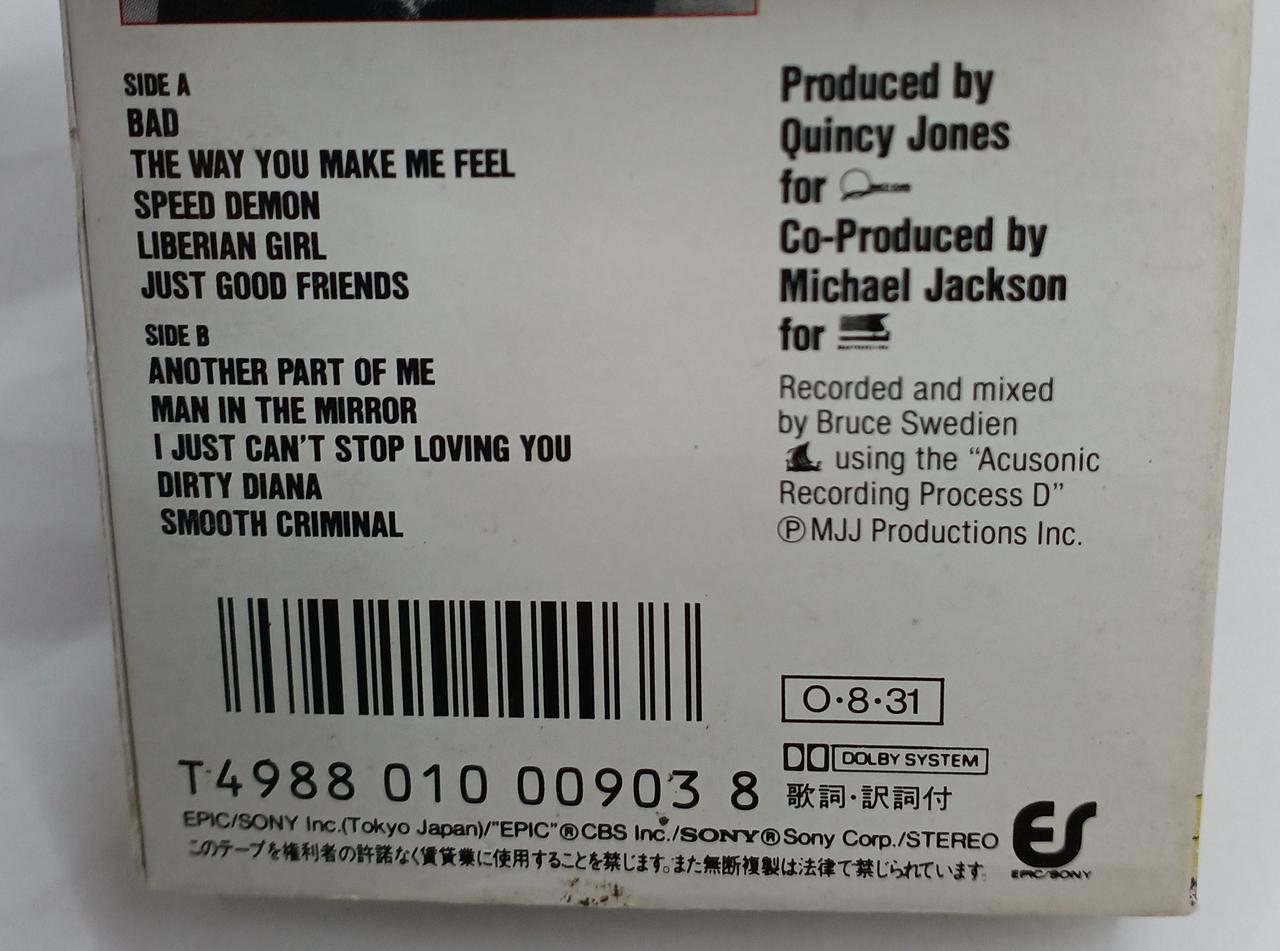 SIDE A
BAD
THE WAY YOU MAKE ME FEEL
SPEED DEMON
LIBERIAN GIRL
JUST GOOD FRIENDS
SIDE B
ANOTHER PART OF ME
MAN IN THE MIRROR
I JUST CAN'T STOP LOVING YOU
DIRTY DIANA
SMOOTH CRIMINAL
Produced by
Quincy Jones
for
Co-Produced by
Michael Jackson
for
Recorded and mixed
by Bruce Swedien
using the “Acusonic
Recording Process D”
ⓅMJJ Productions Inc.
O·8·31
DOLBY SYSTEM
T4988 010 00903 8
歌詞・訳詞付
EPIC/SONY Inc.(Tokyo Japan)/"EPIC"®CBS Inc./SONY®Sony Corp./STEREO
このテープを権利者の許諾なく賃貸業に使用することを禁じます。また無断複製は法律で禁じられています。
ES
EPIC/SONY